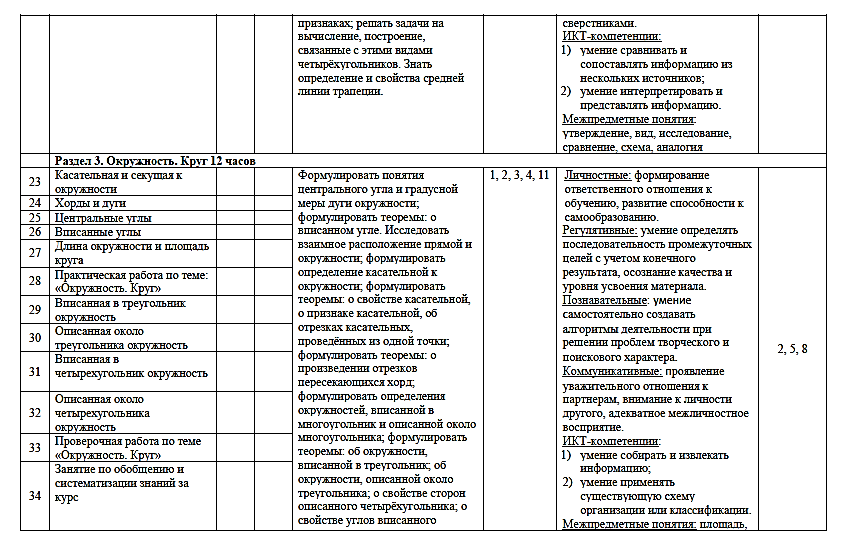 признаках; решать задачи на
вычисление, построение,
связанные с этими видами
четырёхугольников. Знать
определение и свойства средней
линии трапеции.
сверстниками.
ИКТ-компетенции:
1) умение сравнивать и
сопоставлять информацию из
нескольких источников;
2) умение интерпретировать и
представлять информацию.
Межпредметные понятия:
утверждение, вид, исследование,
сравнение, схема, аналогия
Раздел 3. Окружность. Круг 12 часов
23 Касательная и секущая к
окружности
24 Хорды и дуги
25 Центральные углы
26 Вписанные углы
27 Длина окружности и площадь
круга
28 Практическая работа по теме:
«Окружность. Круг»
29 Вписанная в треугольник
окружность
30 Описанная около
треугольника окружность
31 Вписанная в
четырехугольник окружность
32 Описанная около
четырехугольника
окружность
33 Проверочная работа по теме
«Окружность. Круг»
34 Занятие по обобщению и
систематизации знаний за
курс
Формулировать понятия
центрального угла и градусной
меры дуги окружности;
формулировать теоремы: о
вписанном угле. Исследовать
взаимное расположение прямой и
окружности; формулировать
определение касательной к
окружности; формулировать
теоремы: о свойстве касательной,
о признаке касательной, об
отрезках касательных,
проведённых из одной точки;
формулировать теоремы: о
произведении отрезков
пересекающихся хорд;
формулировать определения
окружностей, вписанной в
многоугольник и описанной около
многоугольника; формулировать
теоремы: об окружности,
вписанной в треугольник; об
окружности, описанной около
треугольника; о свойстве сторон
описанного четырёхугольника; о
свойстве углов вписанного
1, 2, 3, 4, 11
Личностные: формирование
ответственного отношения к
обучению, развитие способности к
самообразованию.
Регулятивные: умение определять
последовательность промежуточных
целей с учетом конечного
результата, осознание качества и
уровня усвоения материала.
Познавательные: умение
самостоятельно создавать
алгоритмы деятельности при
решении проблем творческого и
поискового характера.
Коммуникативные: проявление
уважительного отношения к
партнерам, внимание к личности
другого, адекватное межличностное
восприятие.
ИКТ-компетенции:
1) умение собирать и извлекать
информацию;
2) умение применять
существующую схему
организации или классификации.
Межпредметные понятия: площадь,
2, 5, 8